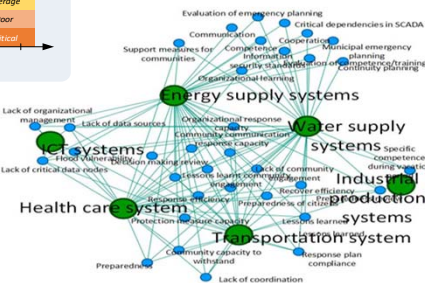 oor
itical
Evaluation of emergency planning
Communication
Critical dependencies in SCADA
Support measures for
communities
Competence
Cooperation
Municipal emergency
planning
Information
security standards
Continuity planning
Organizational learning
Energy supply systems
Lack of organizational
management
Lack of data sources
Organizational response
capacity
Community communication
response capacity
Water supply
systems
ICT systems
Flood vulnerability
Decision making review
Lack of critical data nodes
Specific
competence
Lessons learnt community
engagement
Lack of community
engagement
Recover efficiency
Industrial
production
systems
Response efficiency
Preparedness of citizens
Health care system
Protection measure capacity
Lessons learned
Lessons learned
Transportation system
Community capacity to
withstand
Response plan
compliance
Preparedness
Lack of coordination